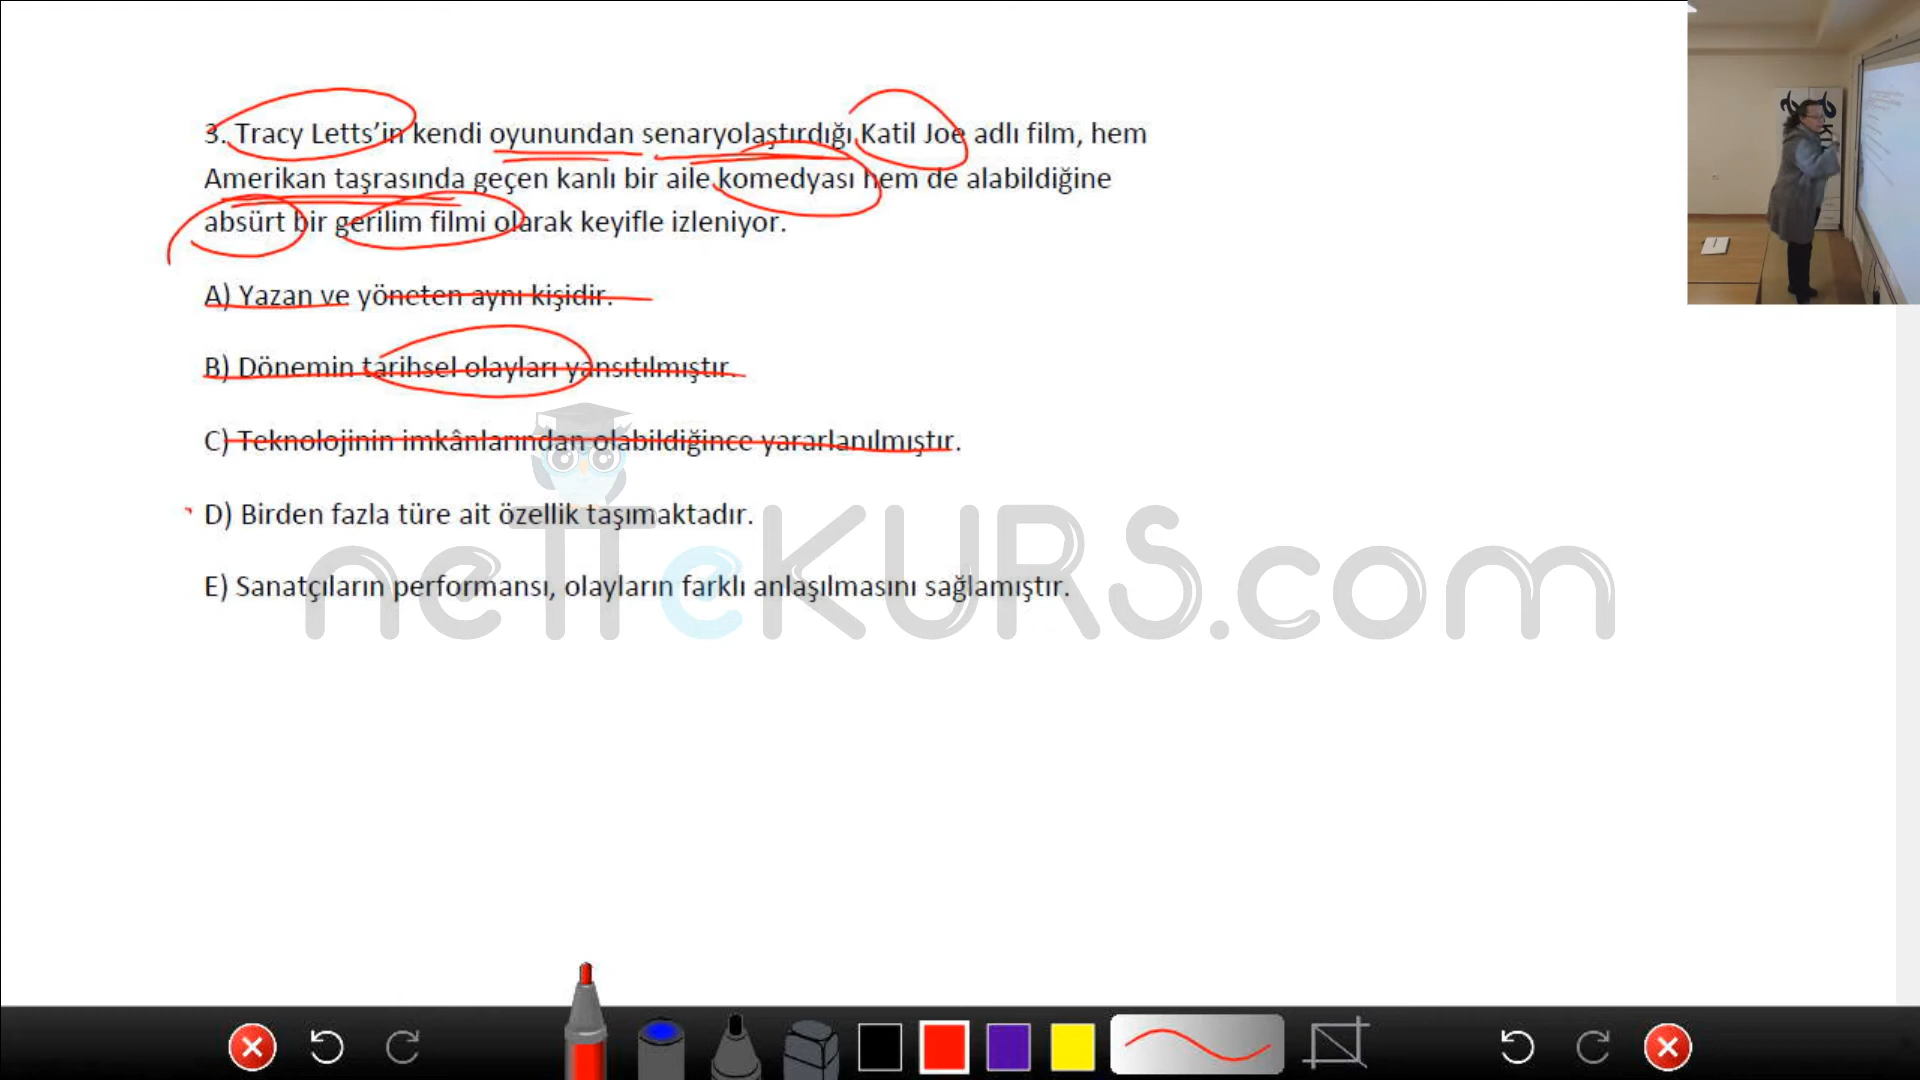 3. Tracy Letts’in kendi oyunundan senaryolaştırdığı Katil Joe adlı film, hem
Amerikan taşrasında geçen kanlı bir aile komedyası hem de alabildiğine
absürt bir gerilim filmi olarak keyifle izleniyor.
A) Yazan ve yöneten aynı kişidir.
B) Dönemin tarihsel olayları yansıtılmıştır.
C) Teknolojinin imkânlarından olabildiğince yararlanılmıştır.
D) Birden fazla türe ait özellik taşımaktadır.
E) Sanatçıların performansı, olayların farklı anlaşılmasını sağlamıştır.
netteKURS.com